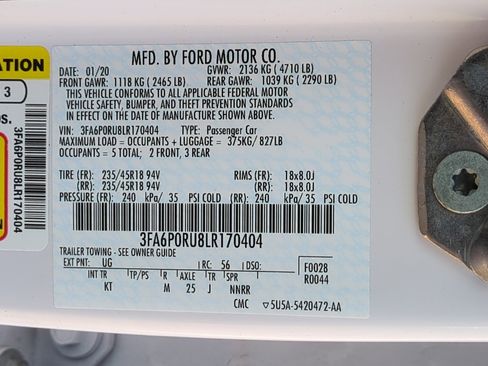 MFD. BY FORD MOTOR CO.
DATE: 01/20 GVWR: 2136 KG ( 4710 LB)
FRONT GAWR: 1118 KG ( 2465 LB) REAR GAWR: 1039 KG ( 2290 LB)
THIS VEHICLE CONFORMS TO ALL APPLICABLE FEDERAL MOTOR
VEHICLE SAFETY, BUMPER, AND THEFT PREVENTION STANDARDS
IN EFFECT ON THE DATE OF MANUFACTURE SHOWN ABOVE.
VIN: 3FA6P0RU8LR170404 TYPE: Passenger Car
MAXIMUM LOAD = OCCUPANTS + LUGGAGE = 375KG / 827LB
OCCUPANTS = 5 TOTAL; 2 FRONT, 3 REAR
TIRE (FR): 235/45R18 94V RIMS (FR): 18x8.0J
(RR): 235/45R18 94V (RR): 18x8.0J
PRESSURE (FR): 240 kPa/ 35 PSI COLD (RR): 240 kPa/ 35 PSI COLD
3FA6P0RU8LR170404
TRAILER TOWING - SEE OWNER GUIDE
EXT PNT: UG RC: 56 DSO: F0028
R0044
INT TR TP/PS R AXLE TR SPR
KT M 25 J NNRR
CMC 5U5A-5420472-AA
ATION
3
OS.
3FA6P0RU8LR170404